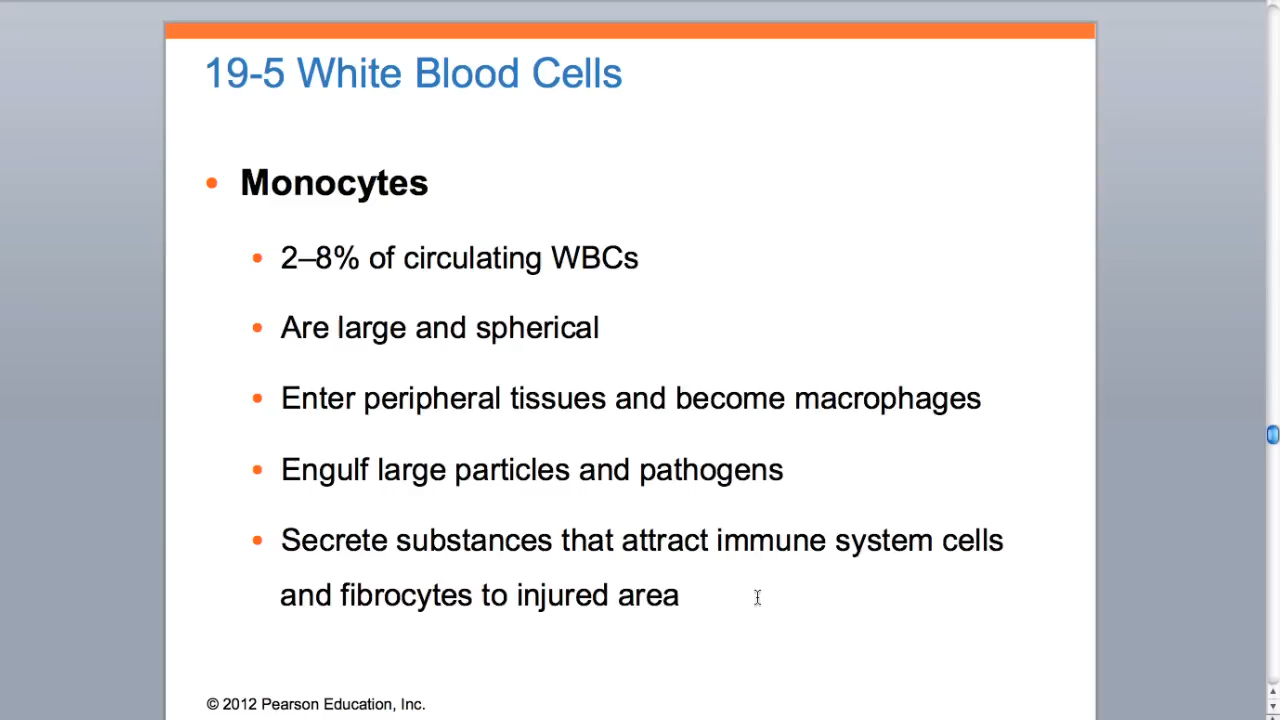 19-5 White Blood Cells
• Monocytes
• 2–8% of circulating WBCs
• Are large and spherical
• Enter peripheral tissues and become macrophages
• Engulf large particles and pathogens
• Secrete substances that attract immune system cells
and fibrocytes to injured area
© 2012 Pearson Education, Inc.